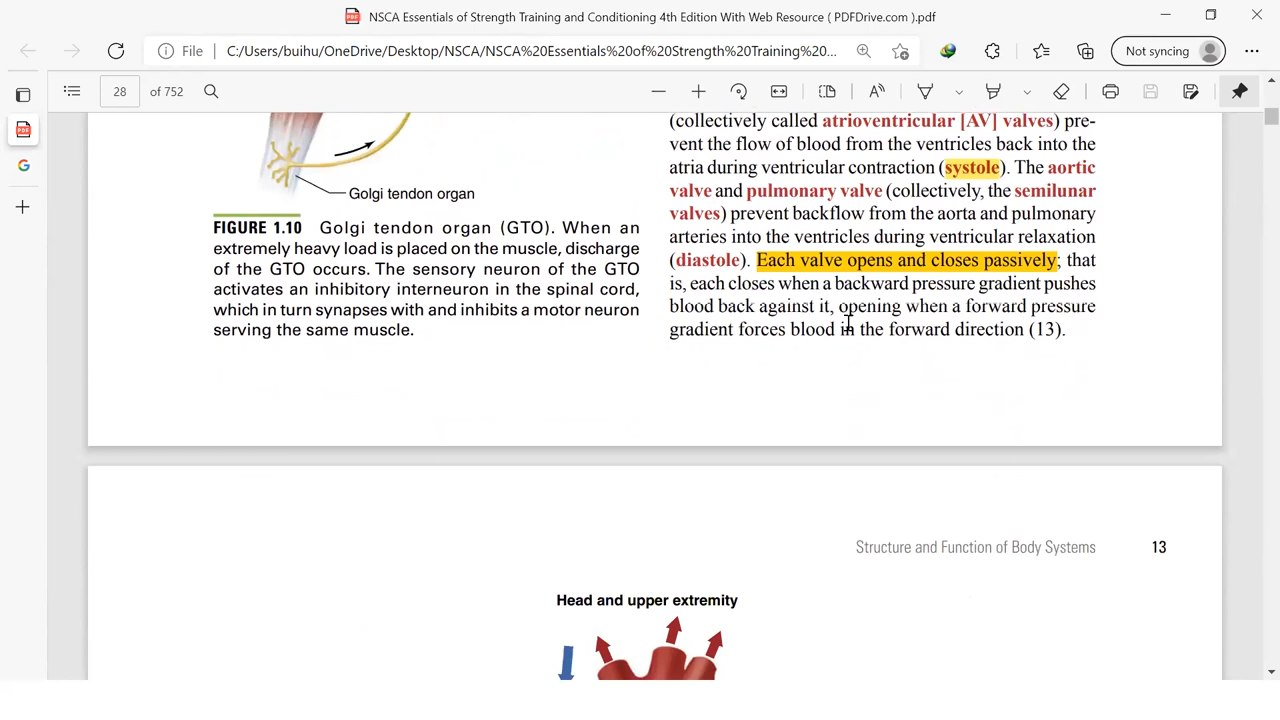 NSCA Essentials of Strength Training and Conditioning 4th Edition With Web Resource ( PDFDrive.com ).pdf
File C:/Users/buihu/OneDrive/Desktop/NSCA/NSCA%20Essentials%20of%20Strength%20Training%20... Not syncing
28 of 752
Golgi tendon organ
FIGURE 1.10 Golgi tendon organ (GTO). When an
extremely heavy load is placed on the muscle, discharge
of the GTO occurs. The sensory neuron of the GTO
activates an inhibitory interneuron in the spinal cord,
which in turn synapses with and inhibits a motor neuron
serving the same muscle.
(collectively called atrioventricular [AV] valves) pre-
vent the flow of blood from the ventricles back into the
atria during ventricular contraction (systole). The aortic
valve and pulmonary valve (collectively, the semilunar
valves) prevent backflow from the aorta and pulmonary
arteries into the ventricles during ventricular relaxation
(diastole). Each valve opens and closes passively; that
is, each closes when a backward pressure gradient pushes
blood back against it, opening when a forward pressure
gradient forces blood in the forward direction (13).
Structure and Function of Body Systems 13
Head and upper extremity